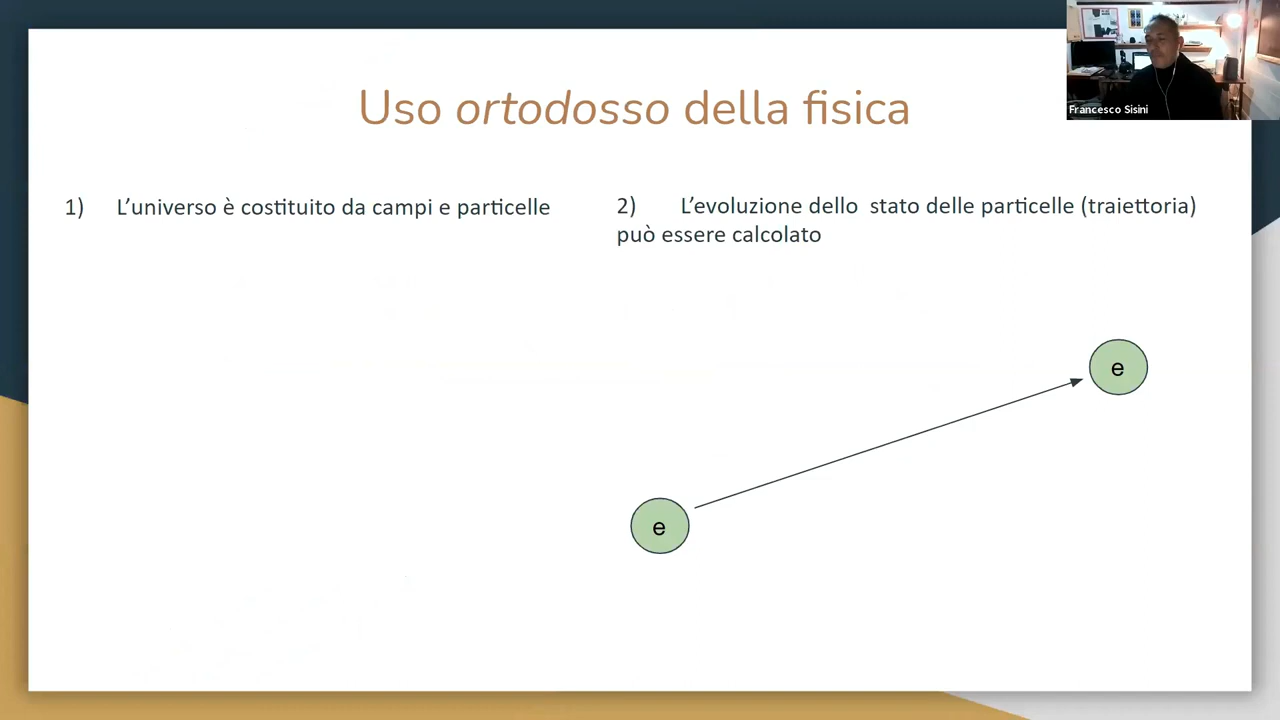 Francesco Sisini
Uso ortodosso della fisica
1) L’universo è costituito da campi e particelle
2) L’evoluzione dello stato delle particelle (traiettoria)
può essere calcolato
e
e